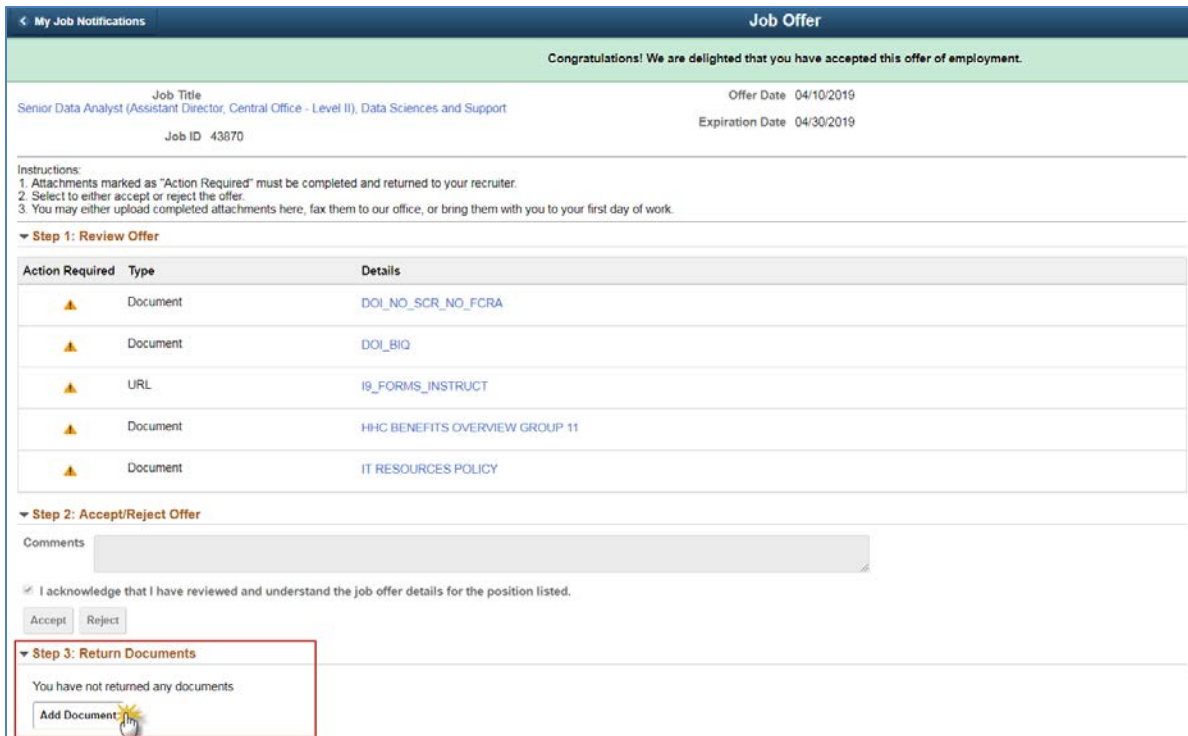 My Job Notifications
Job Offer
Congratulations! We are delighted that you have accepted this offer of employment.
Job Title
Senior Data Analyst (Assistant Director, Central Office - Level II), Data Sciences and Support
Job ID 43870
Offer Date 04/10/2019
Expiration Date 04/30/2019
Instructions:
1. Attachments marked as "Action Required" must be completed and returned to your recruiter.
2. Select to either accept or reject the offer.
3. You may either upload completed attachments here, fax them to our office, or bring them with you to your first day of work.
Step 1: Review Offer
Action Required Type Details
Document DOI_NO_SCR_NO_FCRA
Document DOI_BIQ
URL I9_FORMS_INSTRUCT
Document HHC BENEFITS OVERVIEW GROUP 11
Document IT RESOURCES POLICY
Step 2: Accept/Reject Offer
Comments
I acknowledge that I have reviewed and understand the job offer details for the position listed.
Accept Reject
Step 3: Return Documents
You have not returned any documents
Add Document